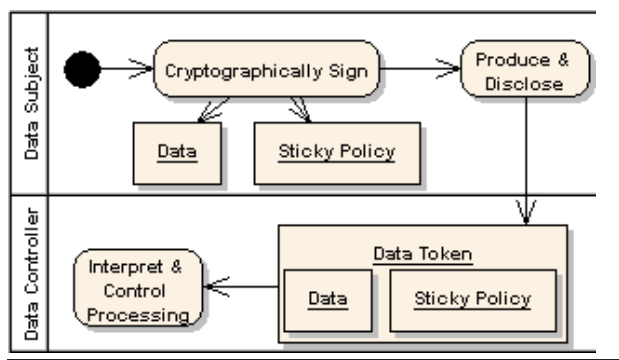 Data Subject
Cryptographically Sign
Produce &
Disclose
Data
Sticky Policy
Data Controller
Interpret &
Control
Processing
Data Token
Data
Sticky Policy